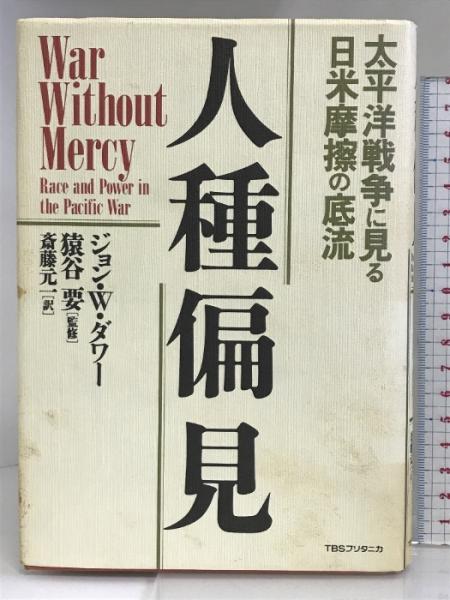 太平洋戦争に見る
日米摩擦の底流
人種偏見
War
Without
Mercy
Race and Power in
the Pacific War
ジョン・W・ダワー
猿谷 要[監修]
斎藤元一[訳]
TBSブリタニカ